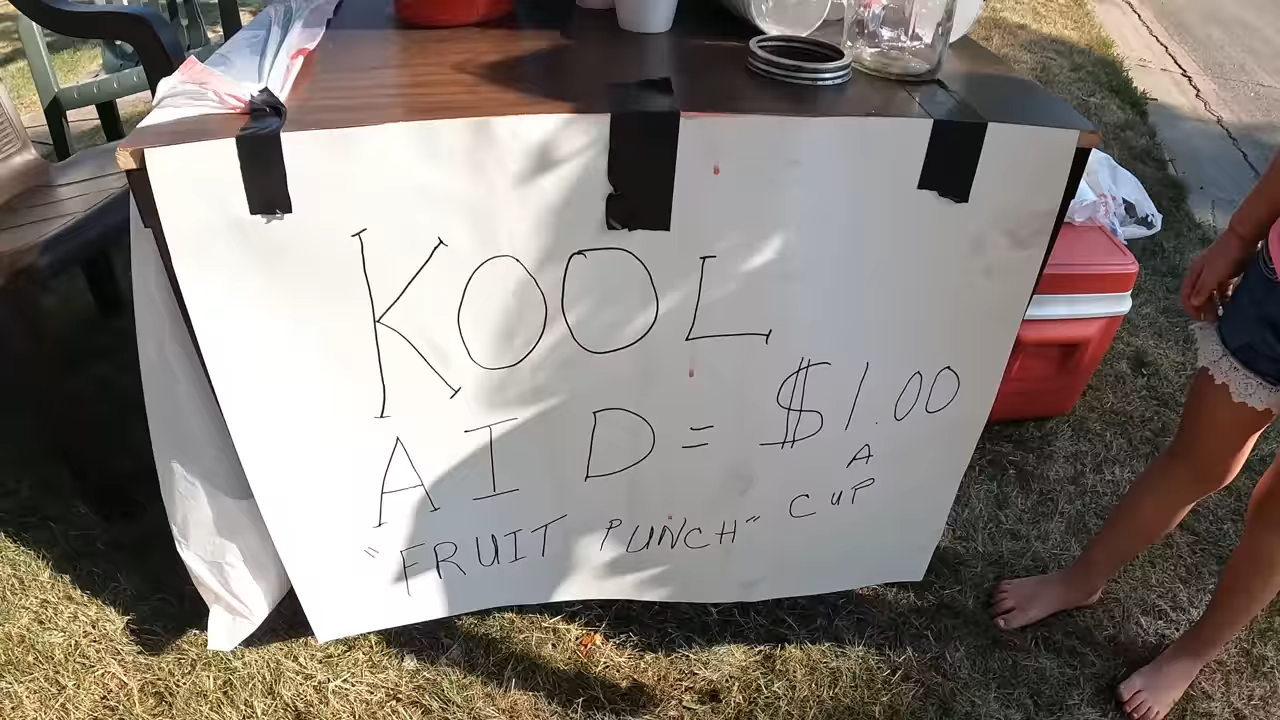 KOOL
AID = $1.00
A
"FRUIT PUNCH" CUP